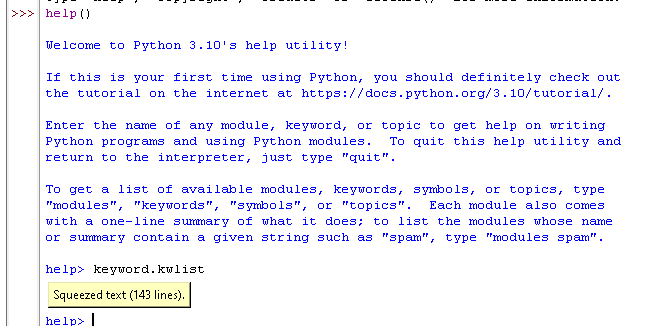 >>> help()
Welcome to Python 3.10's help utility!
If this is your first time using Python, you should definitely check out
the tutorial on the internet at https://docs.python.org/3.10/tutorial/.
Enter the name of any module, keyword, or topic to get help on writing
Python programs and using Python modules.  To quit this help utility and
return to the interpreter, just type "quit".
To get a list of available modules, keywords, symbols, or topics, type
"modules", "keywords", "symbols", or "topics".  Each module also comes
with a one-line summary of what it does; to list the modules whose name
or summary contain a given string such as "spam", type "modules spam".
help> keyword.kwlist
Squeezed text (143 lines).
help>